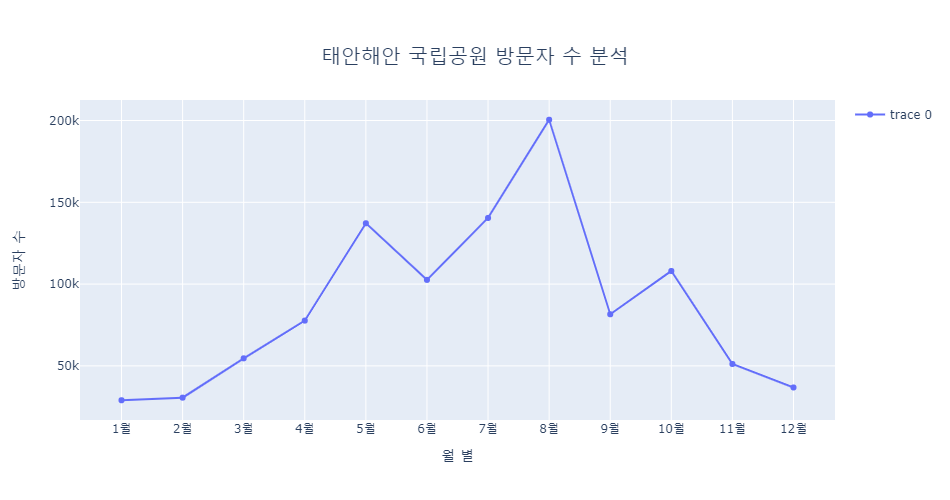 태안해안 국립공원 방문자 수 분석
trace 0
방문자 수
200k
150k
100k
50k
1월 2월 3월 4월 5월 6월 7월 8월 9월 10월 11월 12월
월 별